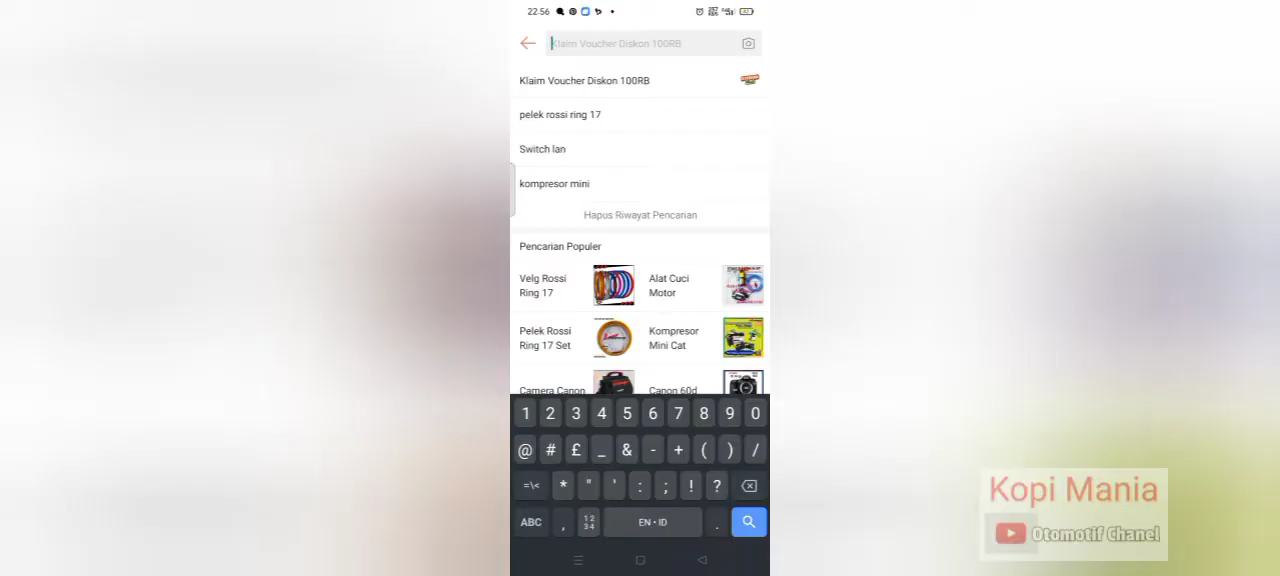 22.56
Klaim Voucher Diskon 100RB
Klaim Voucher Diskon 100RB
pelek rossi ring 17
Switch lan
kompresor mini
Hapus Riwayat Pencarian
Pencarian Populer
Velg Rossi
Ring 17
Alat Cuci
Motor
Pelek Rossi
Ring 17 Set
Kompresor
Mini Cat
Camera Canon
Canon 60d
1 2 3 4 5 6 7 8 9 0
@ # £ _ & - + ( ) /
=\< * " ' : ; ! ?
ABC , 12 34 EN • ID .
Kopi Mania
Otomotif Chanel